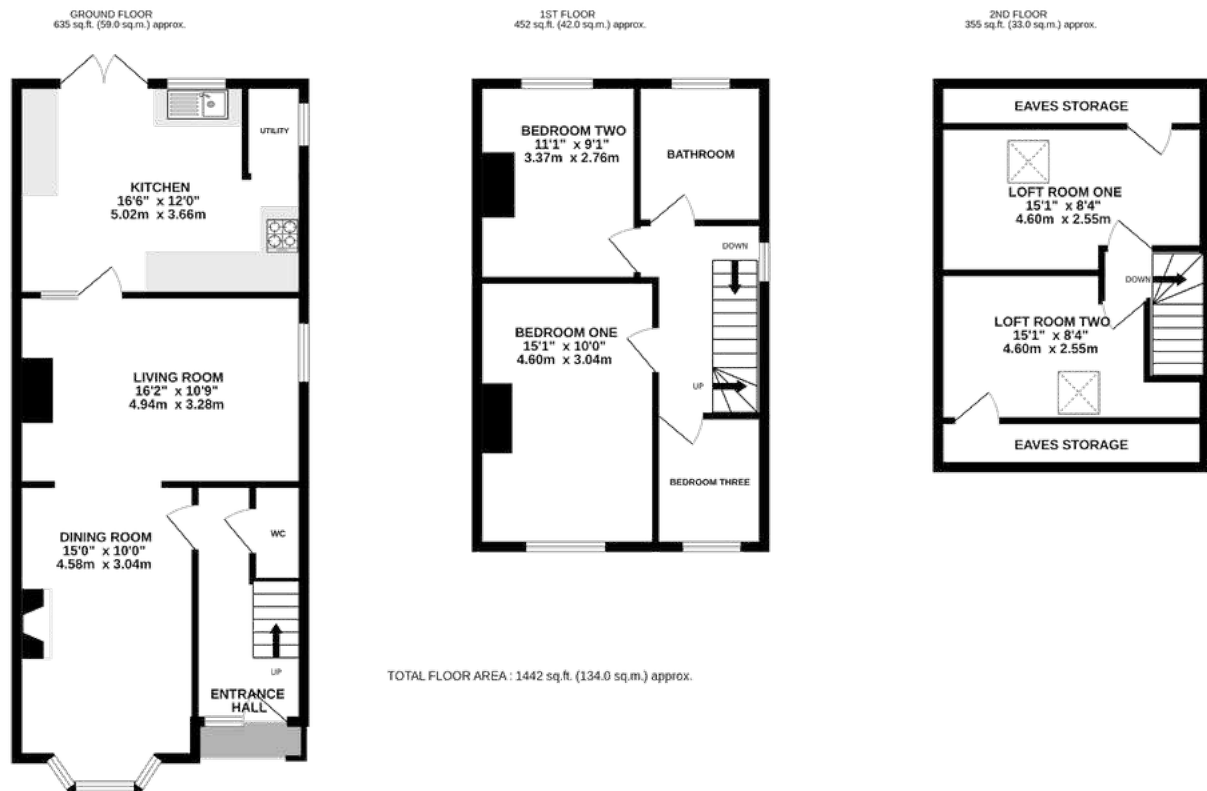 GROUND FLOOR
635 sq.ft. (59.0 sq.m.) approx.
UTILITY
KITCHEN
16'6" x 12'0"
5.02m x 3.66m
LIVING ROOM
16'2" x 10'9"
4.94m x 3.28m
DINING ROOM
15'0" x 10'0"
4.58m x 3.04m
WC
UP
ENTRANCE
HALL
1ST FLOOR
452 sq.ft. (42.0 sq.m.) approx.
BEDROOM TWO
11'1" x 9'1"
3.37m x 2.76m
BATHROOM
DOWN
BEDROOM ONE
15'1" x 10'0"
4.60m x 3.04m
UP
BEDROOM THREE
2ND FLOOR
355 sq.ft. (33.0 sq.m.) approx.
EAVES STORAGE
LOFT ROOM ONE
15'1" x 8'4"
4.60m x 2.55m
DOWN
LOFT ROOM TWO
15'1" x 8'4"
4.60m x 2.55m
EAVES STORAGE
TOTAL FLOOR AREA : 1442 sq.ft. (134.0 sq.m.) approx.